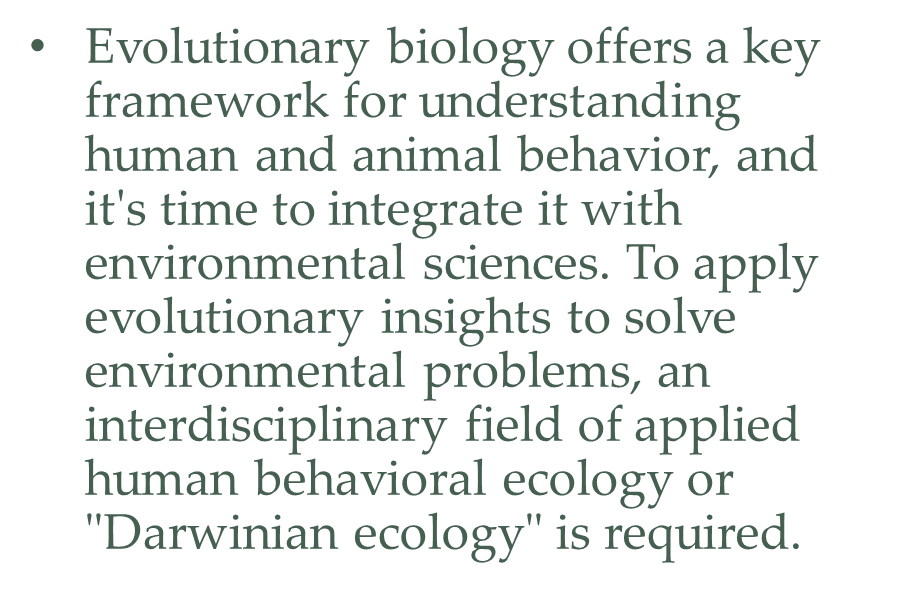 • Evolutionary biology offers a key
framework for understanding
human and animal behavior, and
it's time to integrate it with
environmental sciences. To apply
evolutionary insights to solve
environmental problems, an
interdisciplinary field of applied
human behavioral ecology or
"Darwinian ecology" is required.